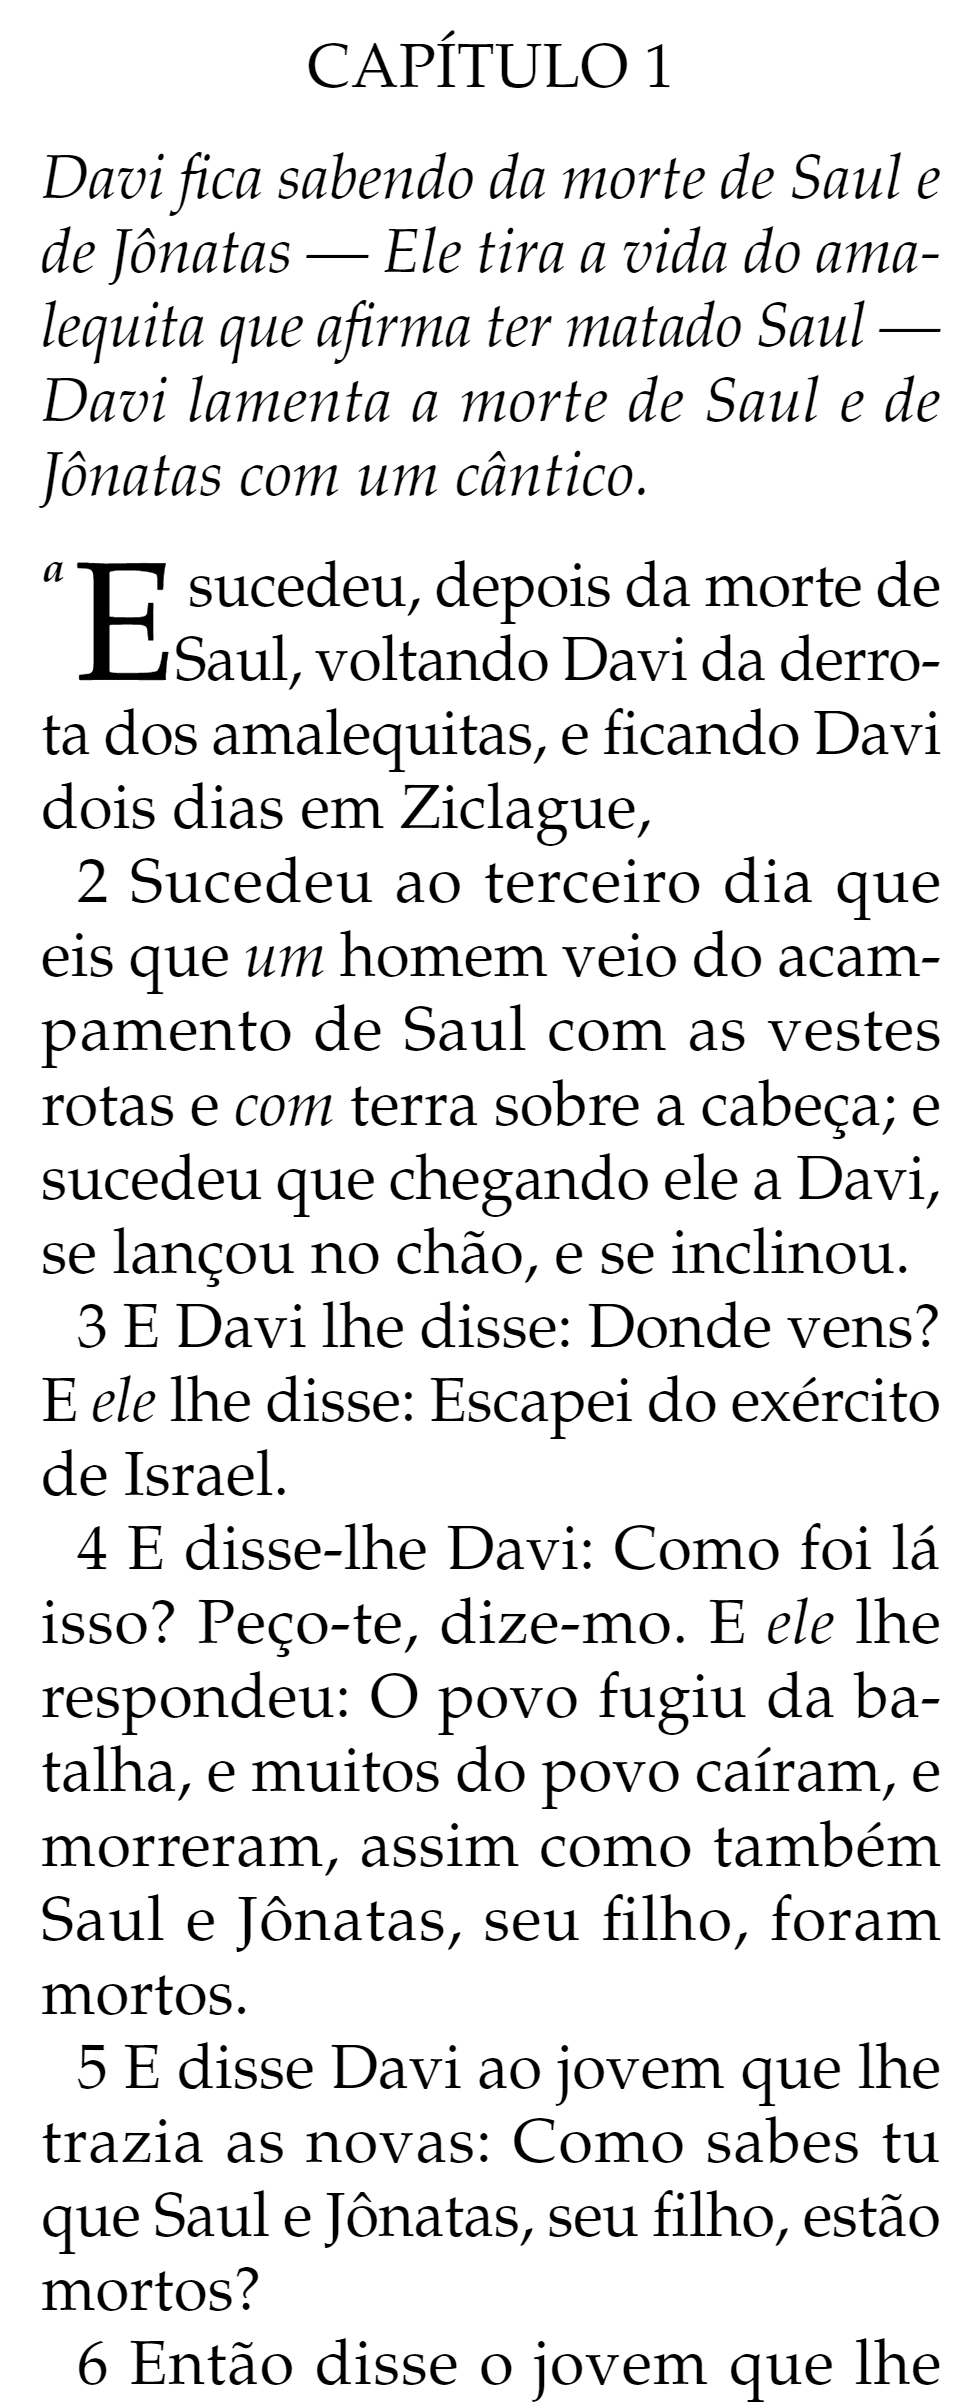 CAPÍTULO 1
Davi fica sabendo da morte de Saul e
de Jônatas — Ele tira a vida do ama-
lequita que afirma ter matado Saul —
Davi lamenta a morte de Saul e de
Jônatas com um cântico.
a E sucedeu, depois da morte de
Saul, voltando Davi da derro-
ta dos amalequitas, e ficando Davi
dois dias em Ziclague,
2 Sucedeu ao terceiro dia que
eis que um homem veio do acam-
pamento de Saul com as vestes
rotas e com terra sobre a cabeça; e
sucedeu que chegando ele a Davi,
se lançou no chão, e se inclinou.
3 E Davi lhe disse: Donde vens?
E ele lhe disse: Escapei do exército
de Israel.
4 E disse-lhe Davi: Como foi lá
isso? Peço-te, dize-mo. E ele lhe
respondeu: O povo fugiu da ba-
talha, e muitos do povo caíram, e
morreram, assim como também
Saul e Jônatas, seu filho, foram
mortos.
5 E disse Davi ao jovem que lhe
trazia as novas: Como sabes tu
que Saul e Jônatas, seu filho, estão
mortos?
6 Então disse o jovem que lhe